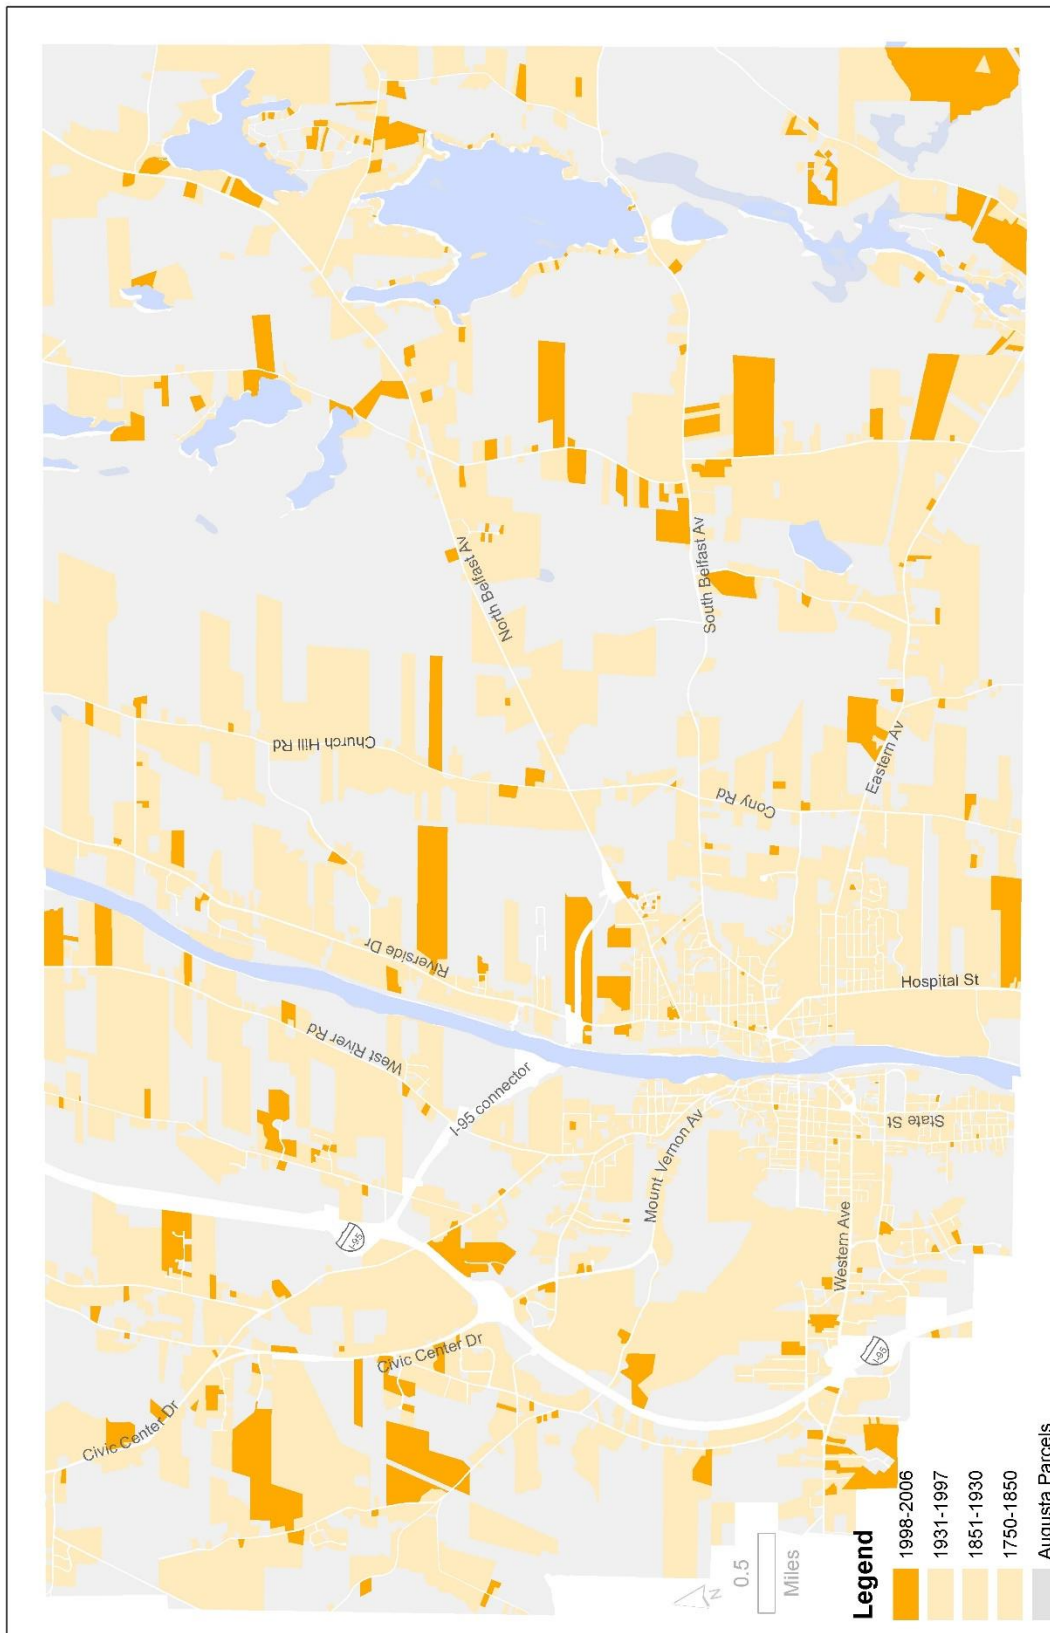 Civic Center Dr
Civic Center Dr
I-95
I-95 connector
West River Rd
Riverside Dr
Church Hill Rd
North Belfast Av
South Belfast Av
Cony Rd
Eastern Av
Hospital St
State St
Mount Vernon Av
Western Ave
I-95
N
0.5
Miles
Legend
1998-2006
1931-1997
1851-1930
1750-1850
Augusta Parcels